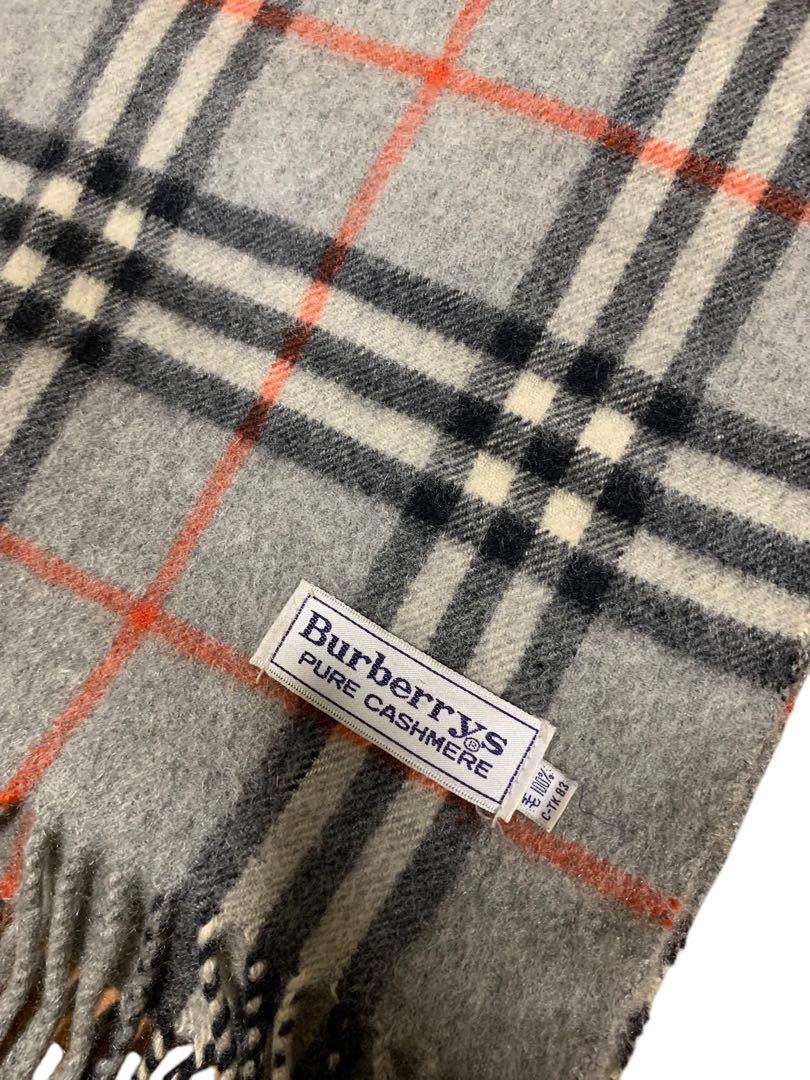 Burberrys
®
PURE CASHMERE
毛 100%
C-TK 83